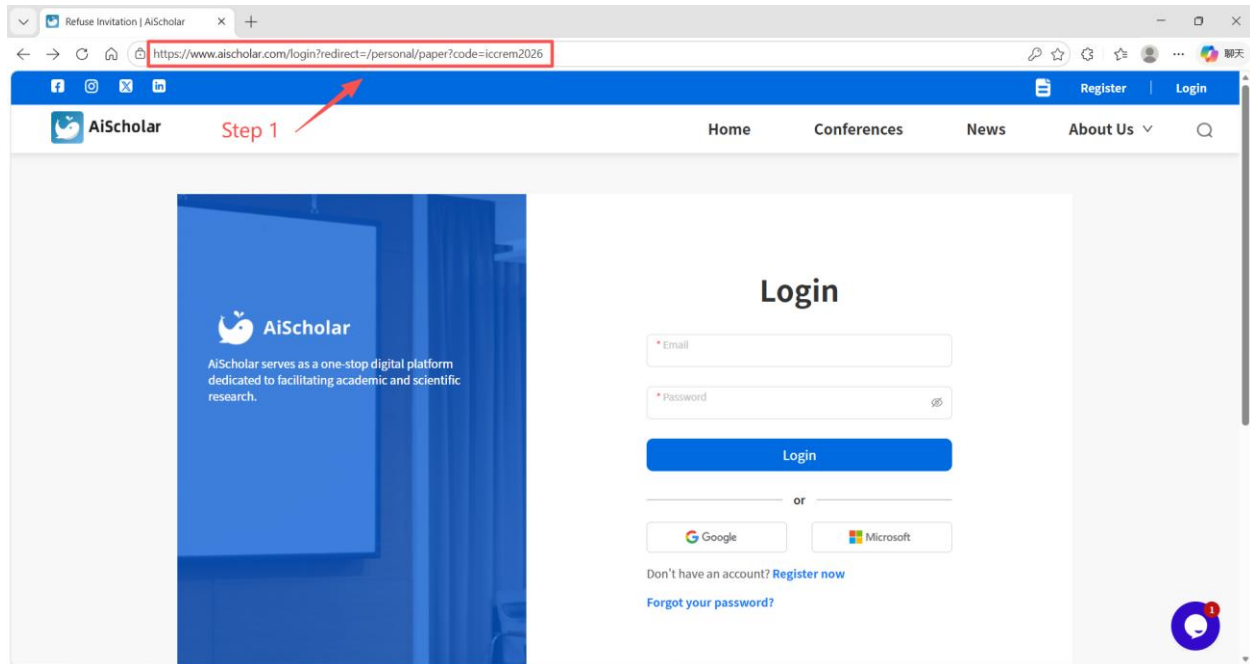 Refuse Invitation | AiScholar
https://www.aischolar.com/login?redirect=/personal/paper?code=iccrem2026
聊天
Register
Login
AiScholar
Step 1
Home
Conferences
News
About Us
Login
AiScholar
AiScholar serves as a one-stop digital platform
dedicated to facilitating academic and scientific
research.
* Email
* Password
Login
or
Google
Microsoft
Don't have an account? Register now
Forgot your password?
1